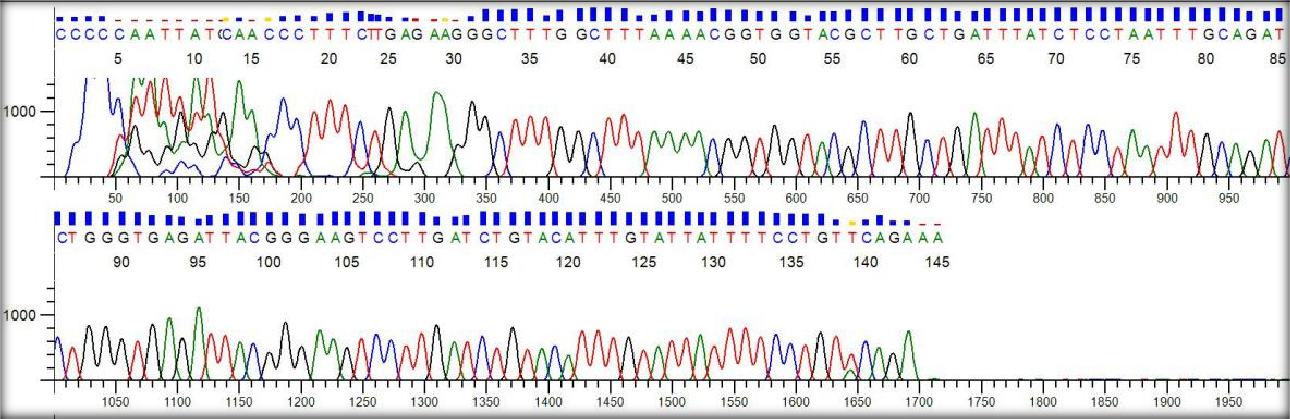 CCCCCAATTATCCAACCCTTTCTTGAGAAGGGCTTTGGCTTTAAAACGGTGGTACGCTTGCTGATTTATCTCCTAATTTGCAGAT
5 10 15 20 25 30 35 40 45 50 55 60 65 70 75 80 85
1000
50 100 150 200 250 300 350 400 450 500 550 600 650 700 750 800 850 900 950
CTGGGTGAGATTACGGGAAGTCCTTGATCTGTACATTTGTATTATTTTCCTGTTCAGAAA
90 95 100 105 110 115 120 125 130 135 140 145
1000
1050 1100 1150 1200 1250 1300 1350 1400 1450 1500 1550 1600 1650 1700 1750 1800 1850 1900 1950